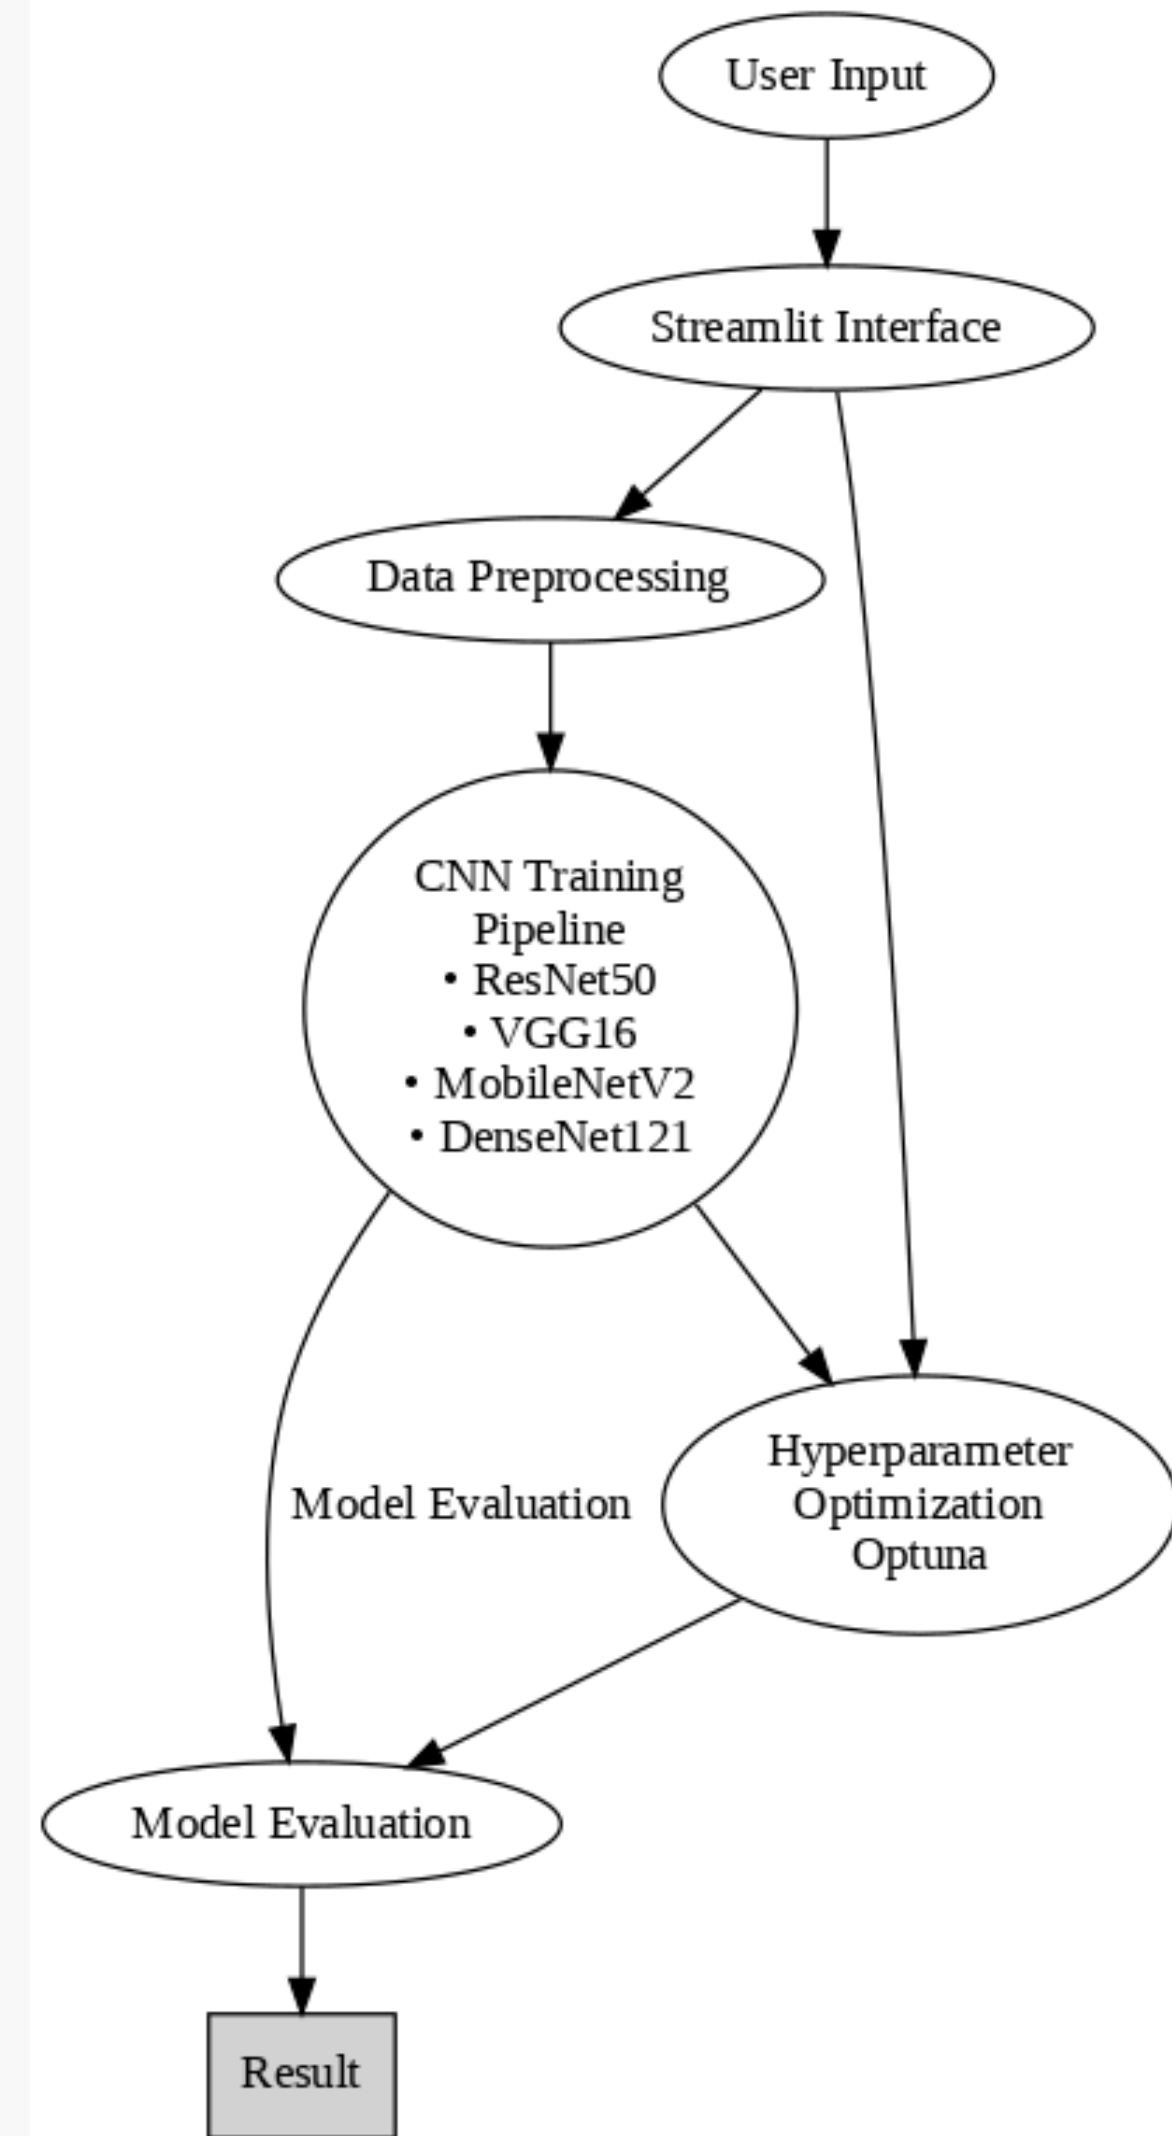 User Input
Streamlit Interface
Data Preprocessing
CNN Training
Pipeline
• ResNet50
• VGG16
• MobileNetV2
• DenseNet121
Model Evaluation
Hyperparameter
Optimization
Optuna
Model Evaluation
Result